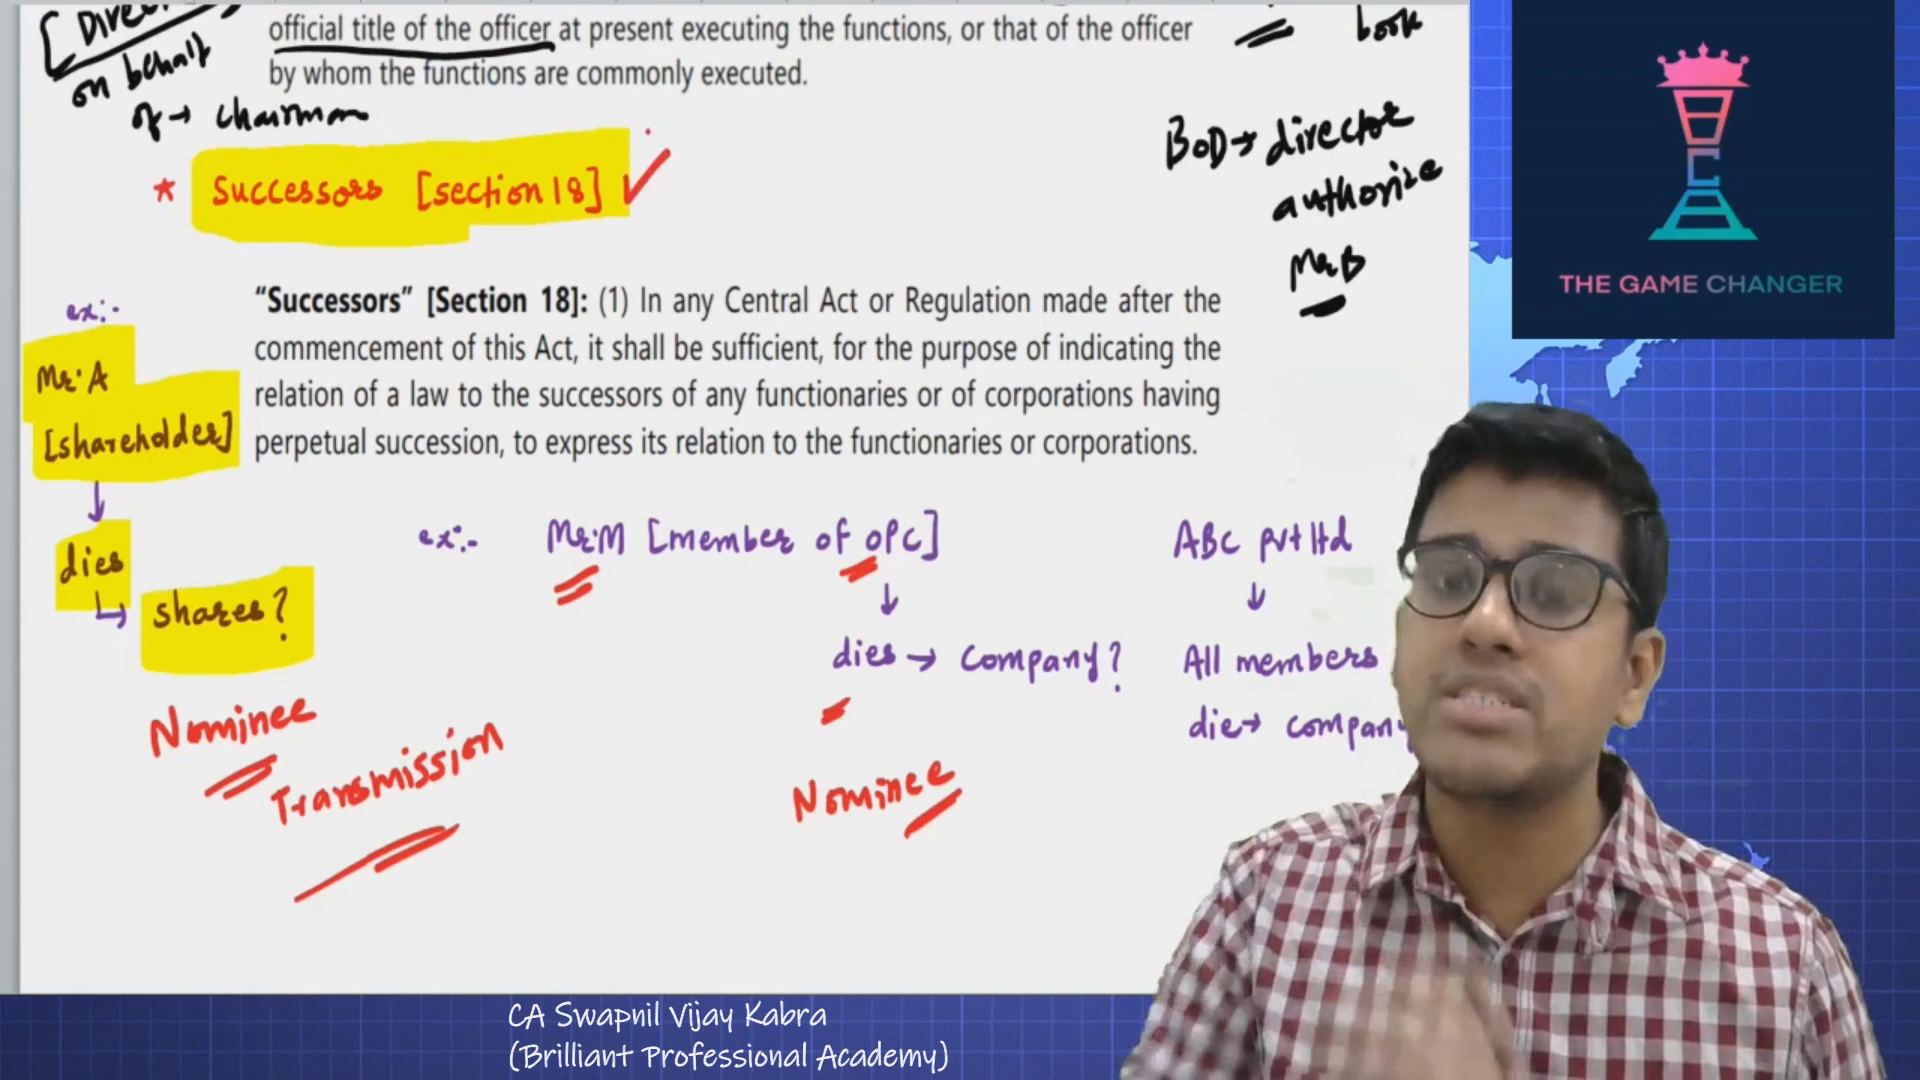 [Direc
official title of the officer at present executing the functions, or that of the officer
book
on behalf
by whom the functions are commonly executed.
of → chairman
BOD → director
authorize
Mr B
* Successors [section 18] ✓
THE GAME CHANGER
ex:-
“Successors” [Section 18]: (1) In any Central Act or Regulation made after the
commencement of this Act, it shall be sufficient, for the purpose of indicating the
relation of a law to the successors of any functionaries or of corporations having
perpetual succession, to express its relation to the functionaries or corporations.
Mr. A
[shareholder]
↓
dies
↳ shares?
Nominee
Transmission
ex:- Mr. M [member of OPC]
↓
dies → company?
Nominee
ABC Pvt ltd
↓
All members
die → company
CA Swapnil Vijay Kabra
(Brilliant Professional Academy)